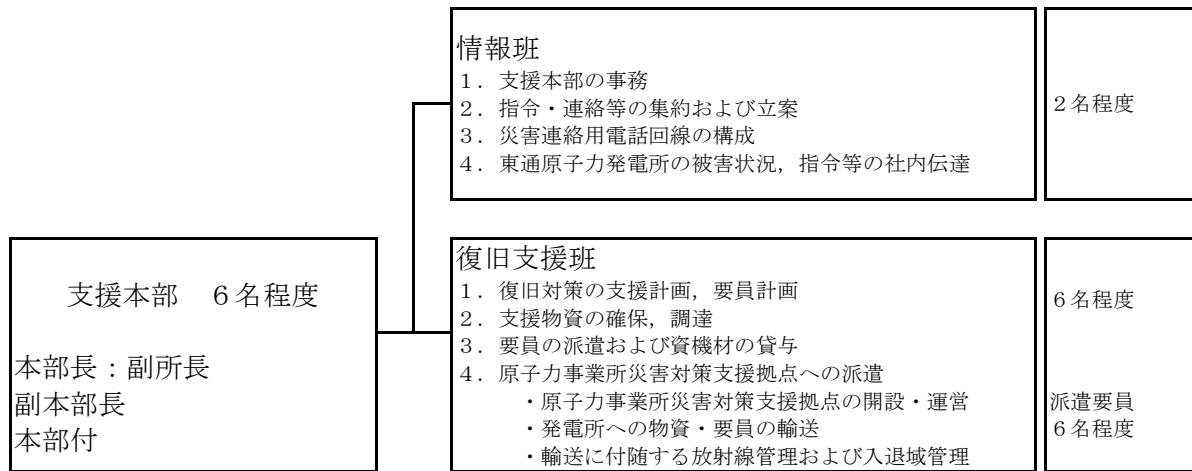 情報班
１．支援本部の事務
２．指令・連絡等の集約および立案
３．災害連絡用電話回線の構成
４．東通原子力発電所の被害状況，指令等の社内伝達
２名程度
支援本部　６名程度
本部長：副所長
副本部長
本部付
復旧支援班
１．復旧対策の支援計画，要員計画
２．支援物資の確保，調達
３．要員の派遣および資機材の貸与
４．原子力事業所災害対策支援拠点への派遣
・原子力事業所災害対策支援拠点の開設・運営
・発電所への物資・要員の輸送
・輸送に付随する放射線管理および入退域管理
６名程度
派遣要員
６名程度